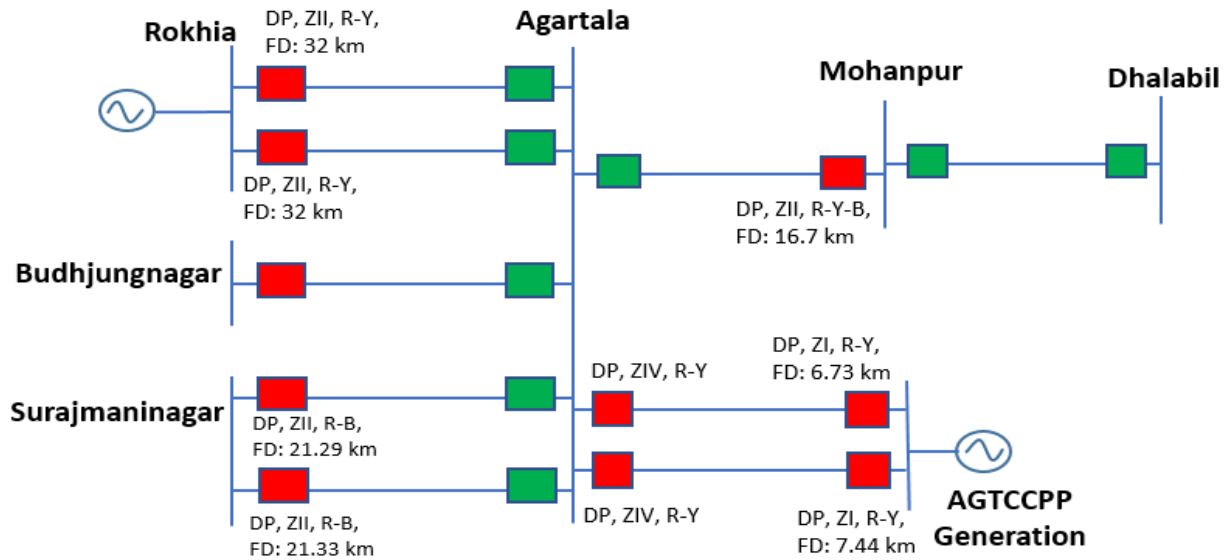 Rokhia
DP, ZII, R-Y,
FD: 32 km
Agartala
Mohanpur
Dhalabil
DP, ZII, R-Y,
FD: 32 km
DP, ZII, R-Y-B,
FD: 16.7 km
Budhjungnagar
Surajmaninagar
DP, ZII, R-B,
FD: 21.29 km
DP, ZIV, R-Y
DP, ZI, R-Y,
FD: 6.73 km
DP, ZII, R-B,
FD: 21.33 km
DP, ZIV, R-Y
DP, ZI, R-Y,
FD: 7.44 km
AGTCCPP
Generation